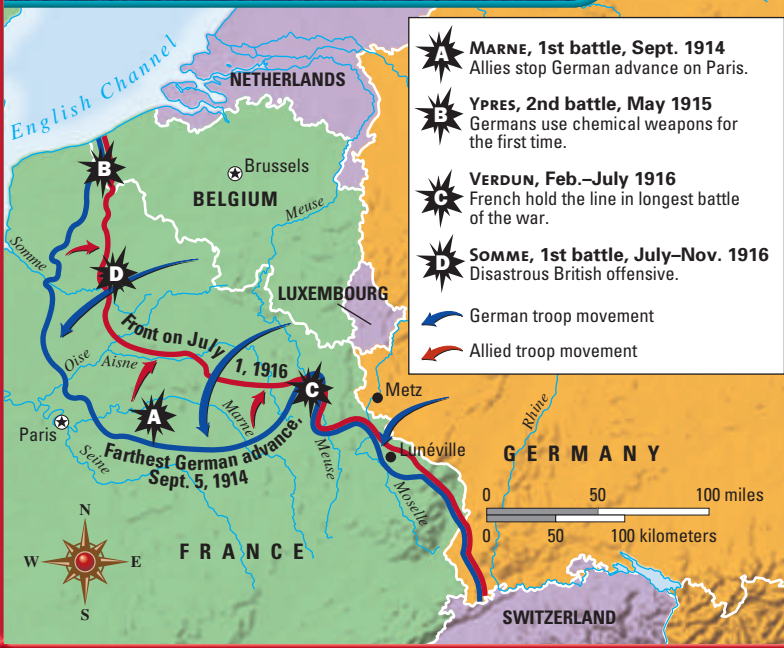 A
MARNE, 1st battle, Sept. 1914
Allies stop German advance on Paris.
B
YPRES, 2nd battle, May 1915
Germans use chemical weapons for
the first time.
C
VERDUN, Feb.–July 1916
French hold the line in longest battle
of the war.
D
SOMME, 1st battle, July–Nov. 1916
Disastrous British offensive.
German troop movement
Allied troop movement
English Channel
NETHERLANDS
B
Brussels
BELGIUM
Meuse
Somme
D
LUXEMBOURG
Front on July
1, 1916
Oise
Aisne
C
Metz
A
Marne
Rhine
Paris
Seine
Farthest German advance,
Sept. 5, 1914
Meuse
Lunéville
GERMANY
Moselle
0 50 100 miles
0 50 100 kilometers
N
W E
S
FRANCE
SWITZERLAND